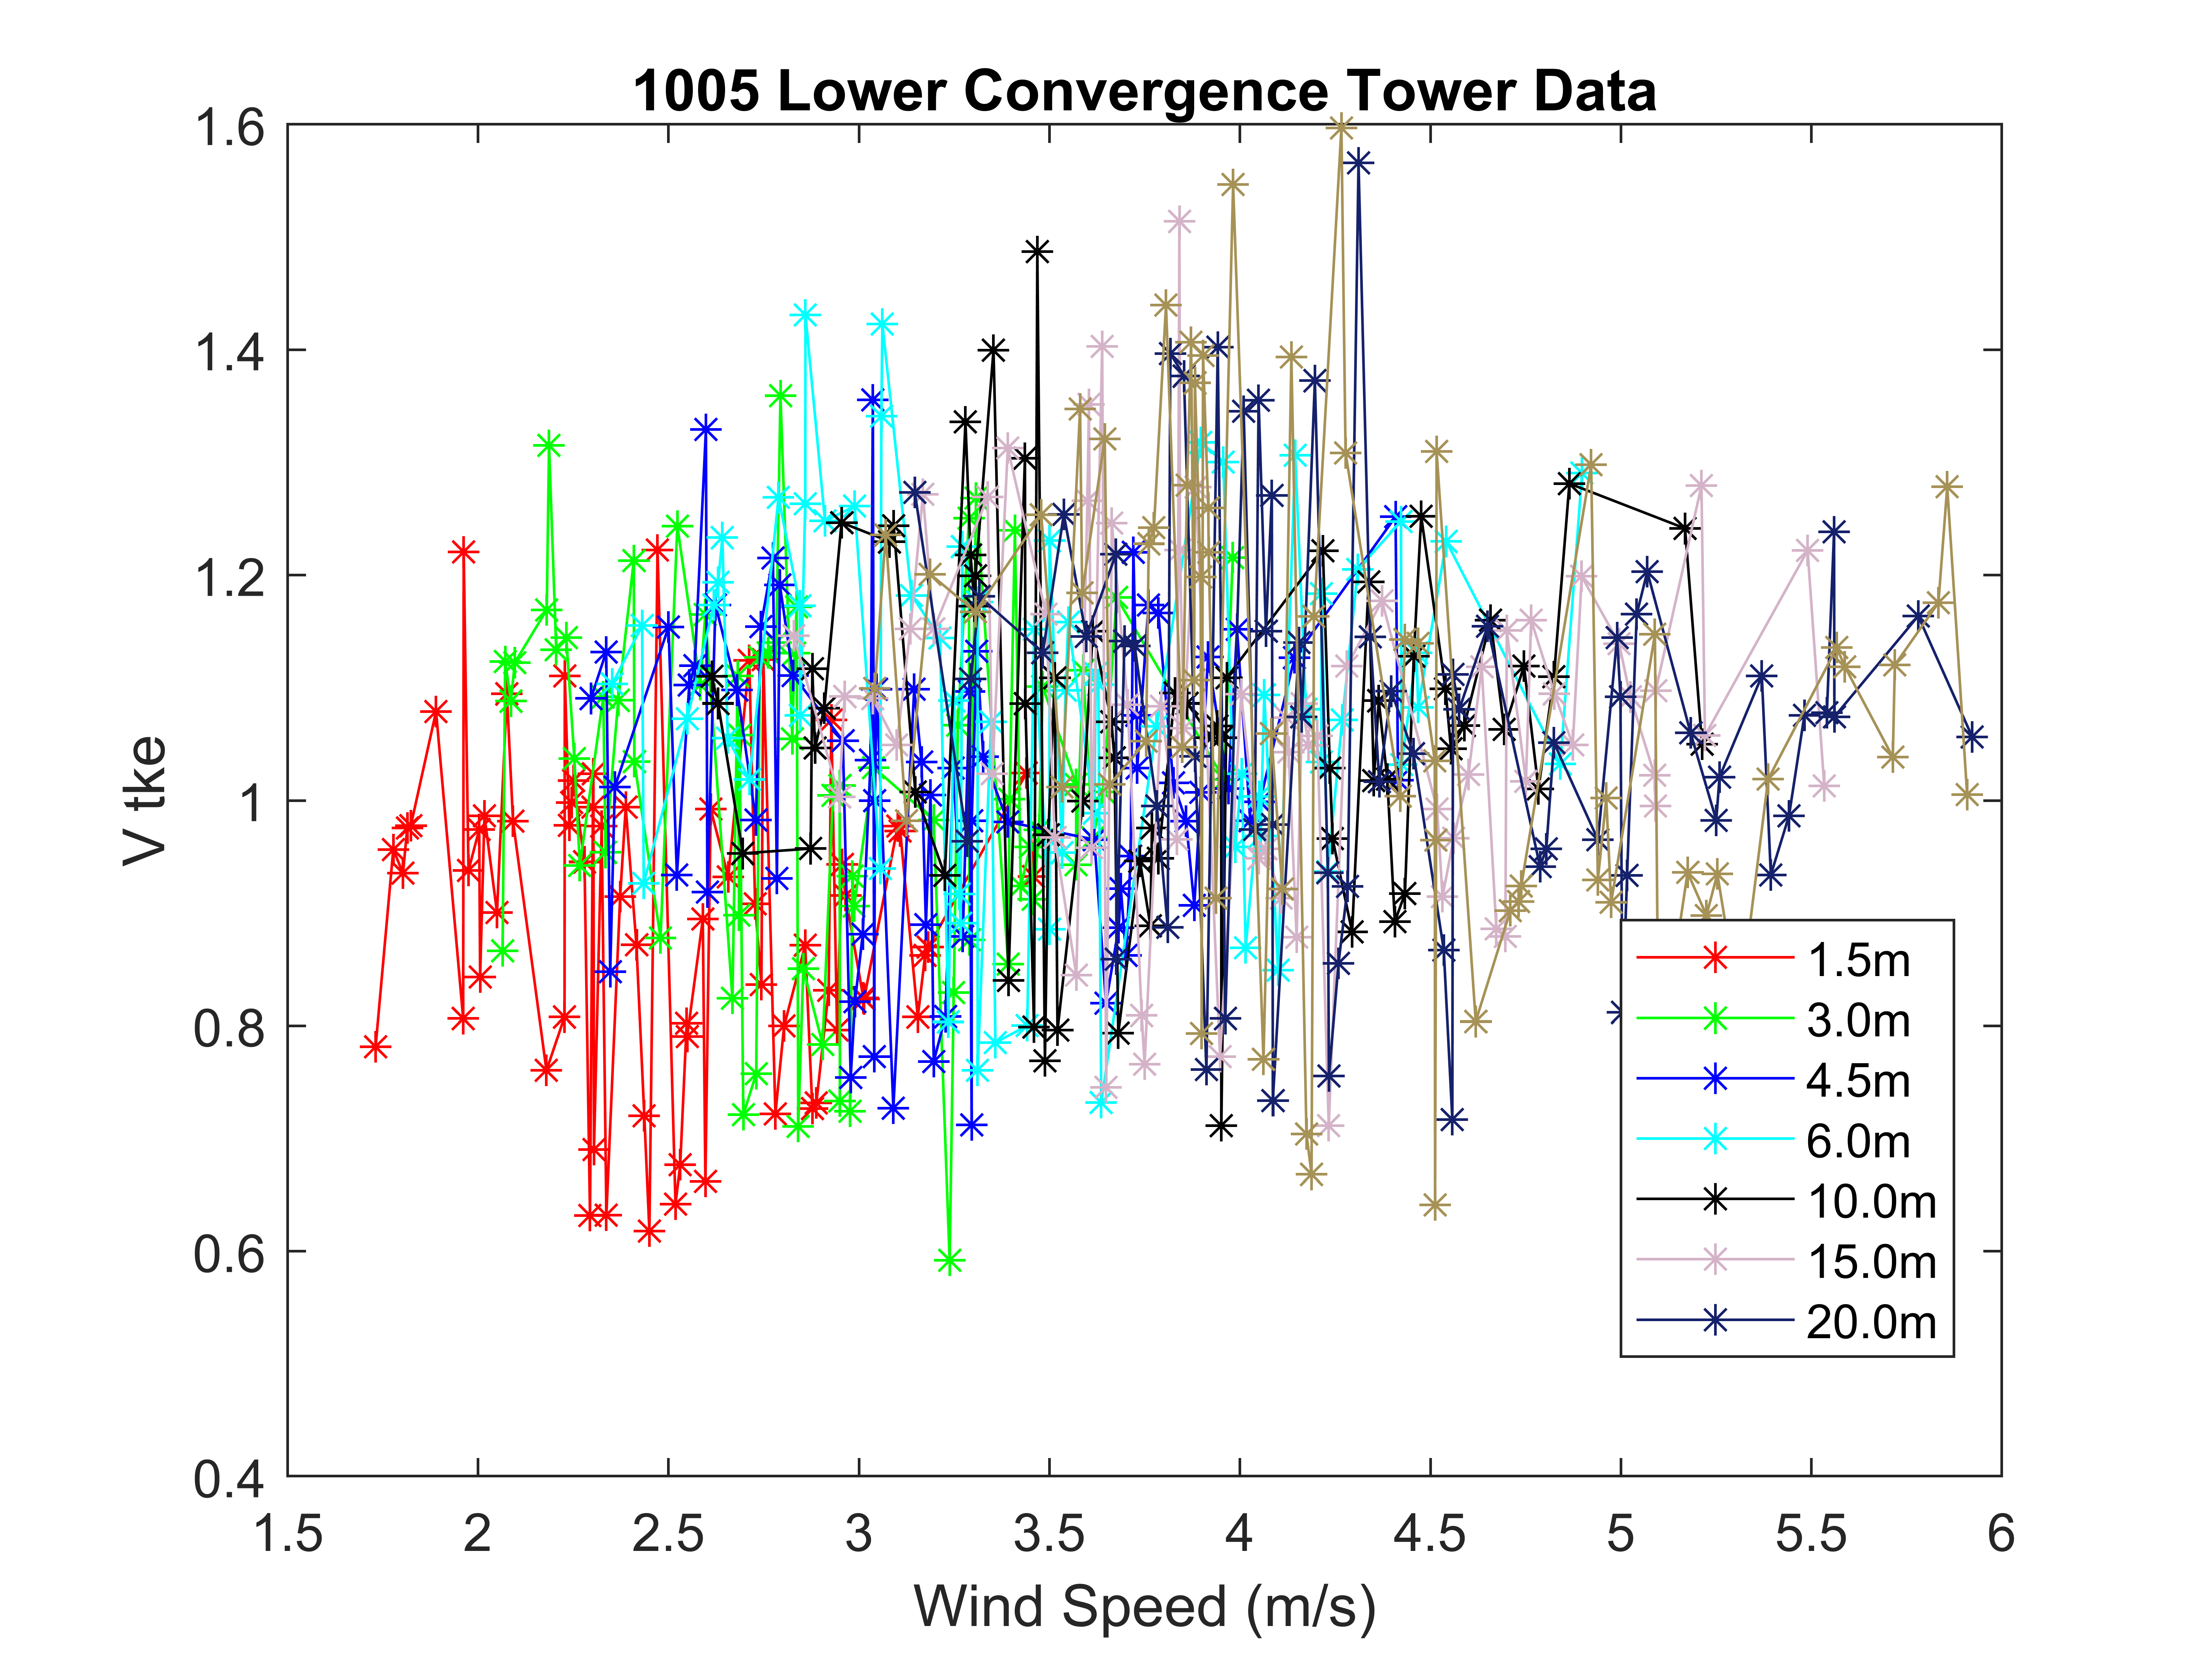 1005 Lower Convergence Tower Data
1.6
1.4
1.2
1
0.8
0.6
0.4
V tke
1.5m
3.0m
4.5m
6.0m
10.0m
15.0m
20.0m
1.5 2 2.5 3 3.5 4 4.5 5 5.5 6
Wind Speed (m/s)